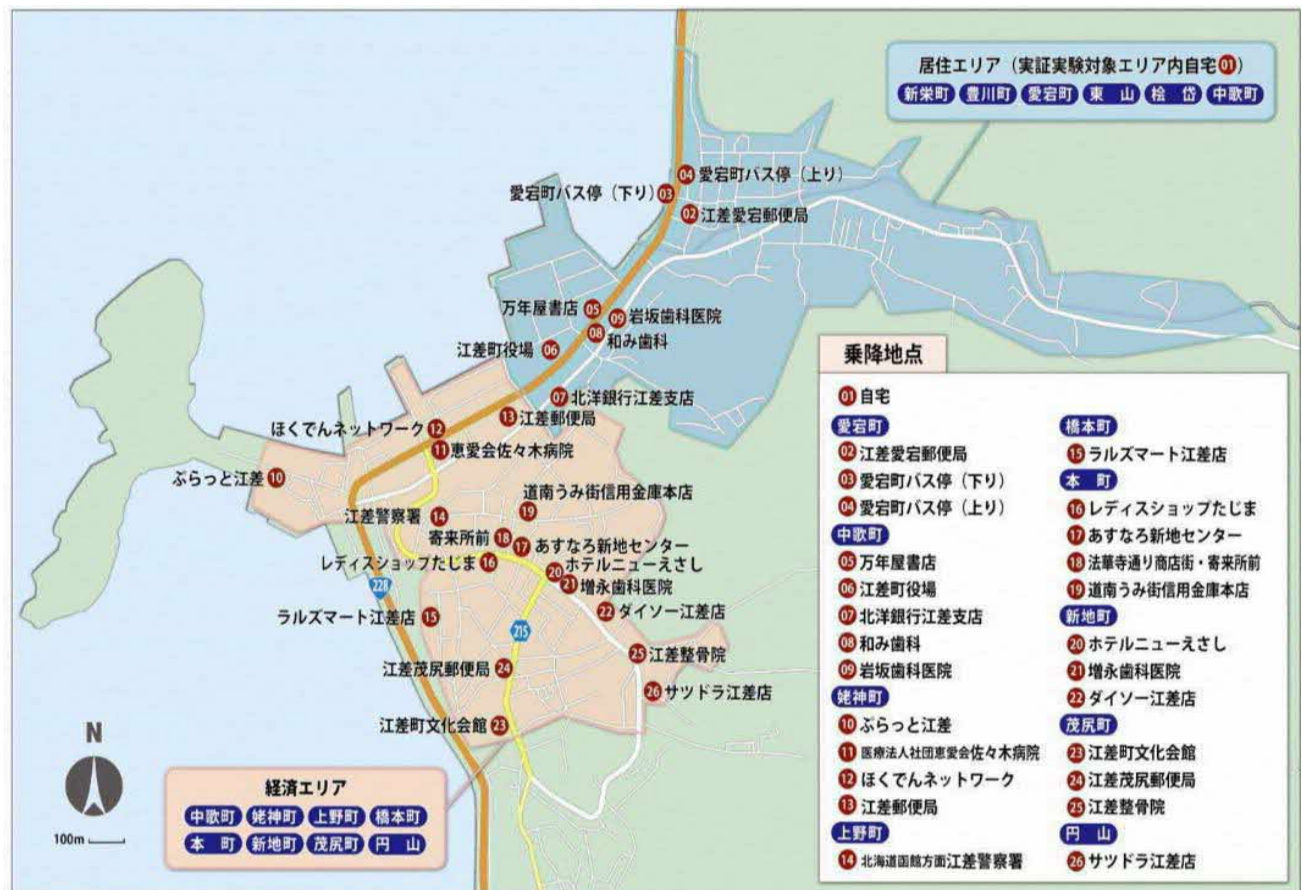 居住エリア（実証実験対象エリア内自宅01）
新栄町 豊川町 愛宕町 東山 桧岱 中歌町
04 愛宕町バス停（上り）
愛宕町バス停（下り） 03
02 江差愛宕郵便局
万年屋書店 05
09 岩坂歯科医院
08 和み歯科
江差町役場 06
07 北洋銀行江差支店
13 江差郵便局
ほくでんネットワーク 12
11 恵愛会佐々木病院
ぷらっと江差 10
道南うみ街信用金庫本店
19
江差警察署 14
寄来所前 18
17 あすなろ新地センター
レディスショップたじま 16
20 ホテルニューえさし
21 増永歯科医院
228
22 ダイソー江差店
ラルズマート江差店 15
215
25 江差整骨院
江差茂尻郵便局 24
26 サツドラ江差店
江差町文化会館 23
N
100m
経済エリア
中歌町 姥神町 上野町 橋本町
本町 新地町 茂尻町 円山
乗降地点
01 自宅
愛宕町
02 江差愛宕郵便局
03 愛宕町バス停（下り）
04 愛宕町バス停（上り）
中歌町
05 万年屋書店
06 江差町役場
07 北洋銀行江差支店
08 和み歯科
09 岩坂歯科医院
姥神町
10 ぷらっと江差
11 医療法人社団恵愛会佐々木病院
12 ほくでんネットワーク
13 江差郵便局
上野町
14 北海道函館方面江差警察署
橋本町
15 ラルズマート江差店
本町
16 レディスショップたじま
17 あすなろ新地センター
18 法華寺通り商店街・寄来所前
19 道南うみ街信用金庫本店
新地町
20 ホテルニューえさし
21 増永歯科医院
22 ダイソー江差店
茂尻町
23 江差町文化会館
24 江差茂尻郵便局
25 江差整骨院
円山
26 サツドラ江差店